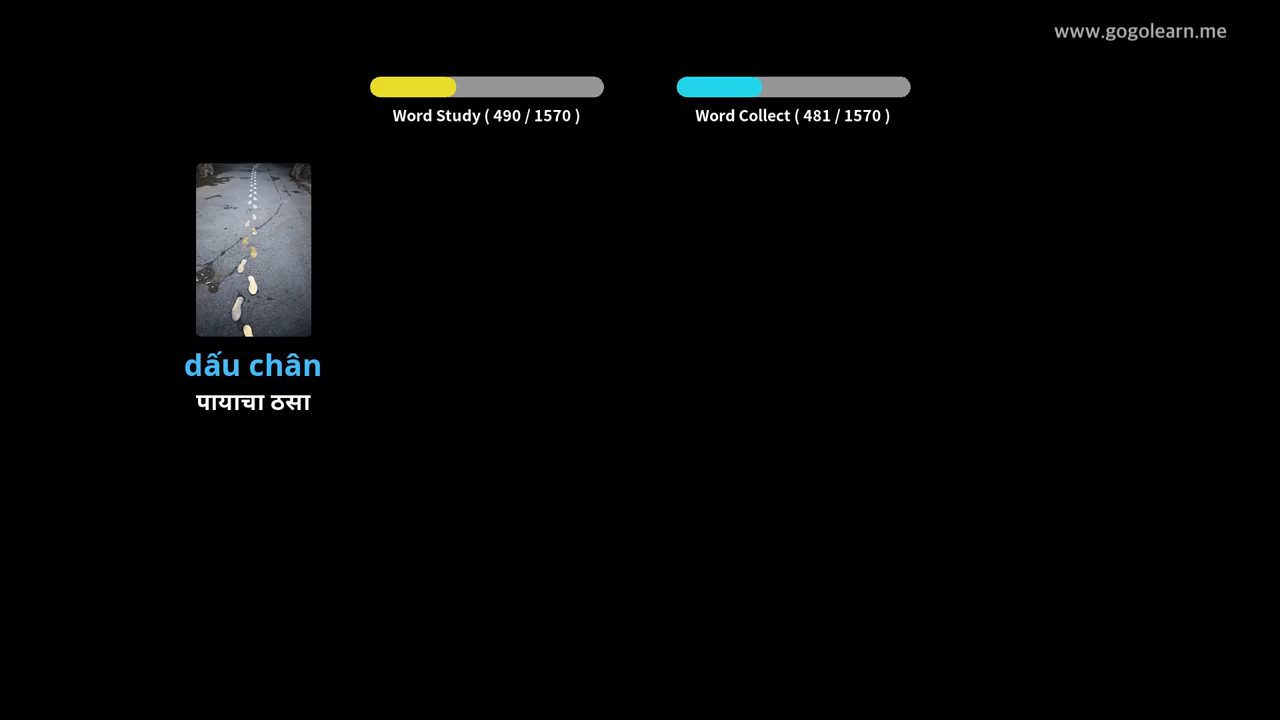 www.gogolearn.me
Word Study ( 490 / 1570 )
Word Collect ( 481 / 1570 )
dấu chân
पायाचा ठसा